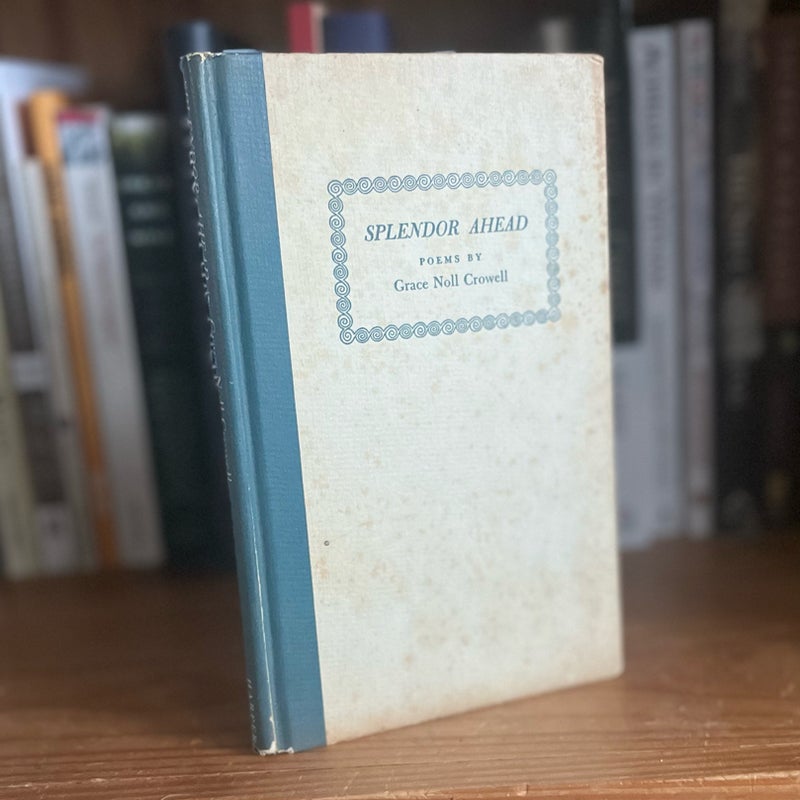 SPLENDOR AHEAD
POEMS BY
Grace Noll Crowell